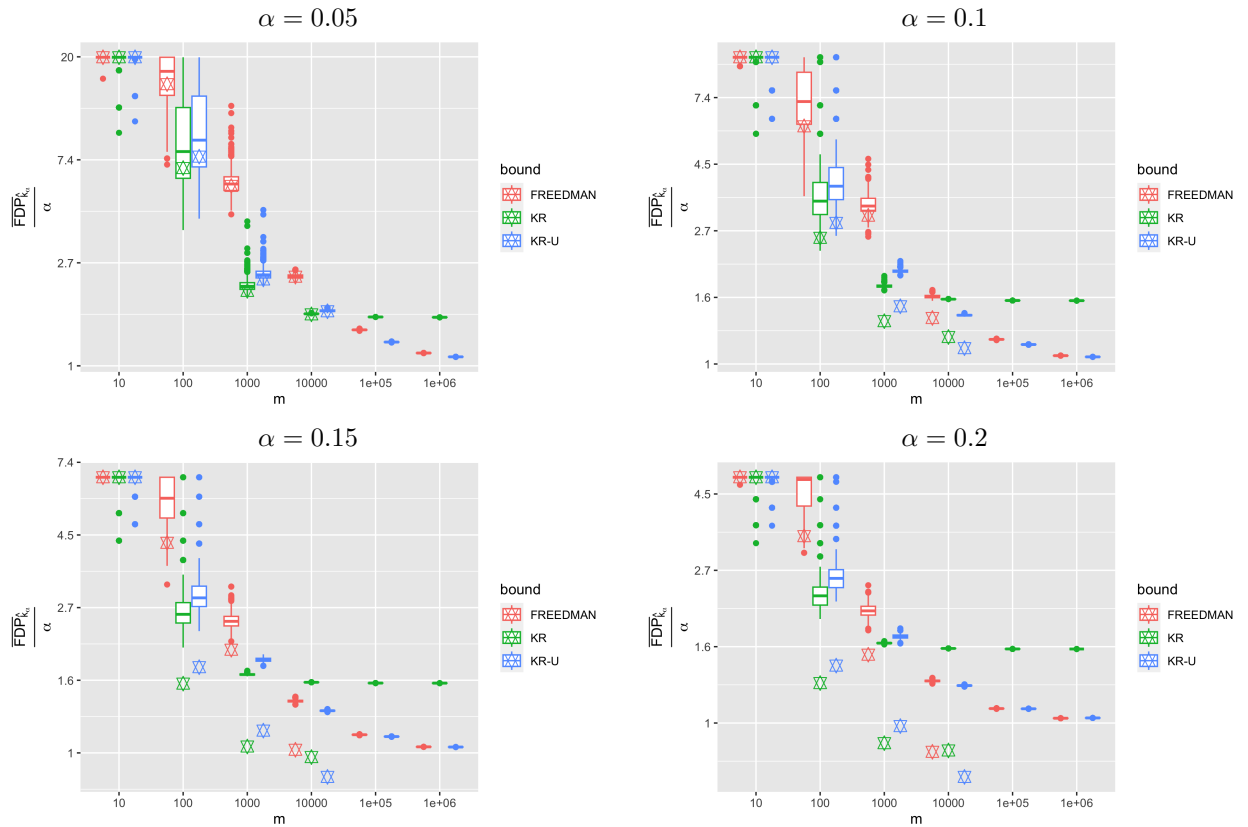 α = 0.05
20
7.4
2.7
1
10
100
1000
10000
1e+05
1e+06
m
FDP k̂α
α
bound
FREEDMAN
KR
KR-U
α = 0.1
7.4
4.5
2.7
1.6
1
10
100
1000
10000
1e+05
1e+06
m
FDP k̂α
α
bound
FREEDMAN
KR
KR-U
α = 0.15
7.4
4.5
2.7
1.6
1
10
100
1000
10000
1e+05
1e+06
m
FDP k̂α
α
bound
FREEDMAN
KR
KR-U
α = 0.2
4.5
2.7
1.6
1
10
100
1000
10000
1e+05
1e+06
m
FDP k̂α
α
bound
FREEDMAN
KR
KR-U